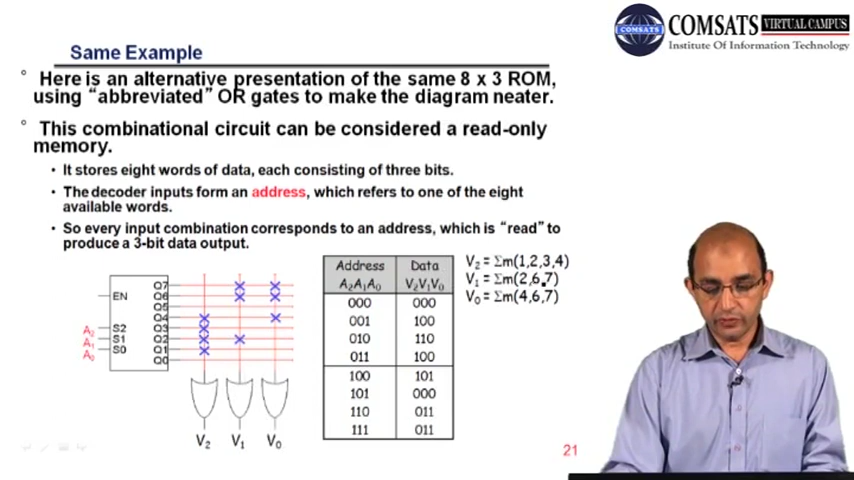 COMSATS VIRTUAL CAMPUS
Institute Of Information Technology
Same Example
° Here is an alternative presentation of the same 8 x 3 ROM,
using “abbreviated” OR gates to make the diagram neater.
° This combinational circuit can be considered a read-only
memory.
• It stores eight words of data, each consisting of three bits.
• The decoder inputs form an address, which refers to one of the eight
available words.
• So every input combination corresponds to an address, which is “read” to
produce a 3-bit data output.
EN
A₂ S2
A₁ S1
A₀ S0
Q7
Q6
Q5
Q4
Q3
Q2
Q1
Q0
V₂ V₁ V₀
Address Data
A₂A₁A₀ V₂V₁V₀
000 000
001 100
010 110
011 100
100 101
101 000
110 011
111 011
V₂ = Σm(1,2,3,4)
V₁ = Σm(2,6,7)
V₀ = Σm(4,6,7)
21